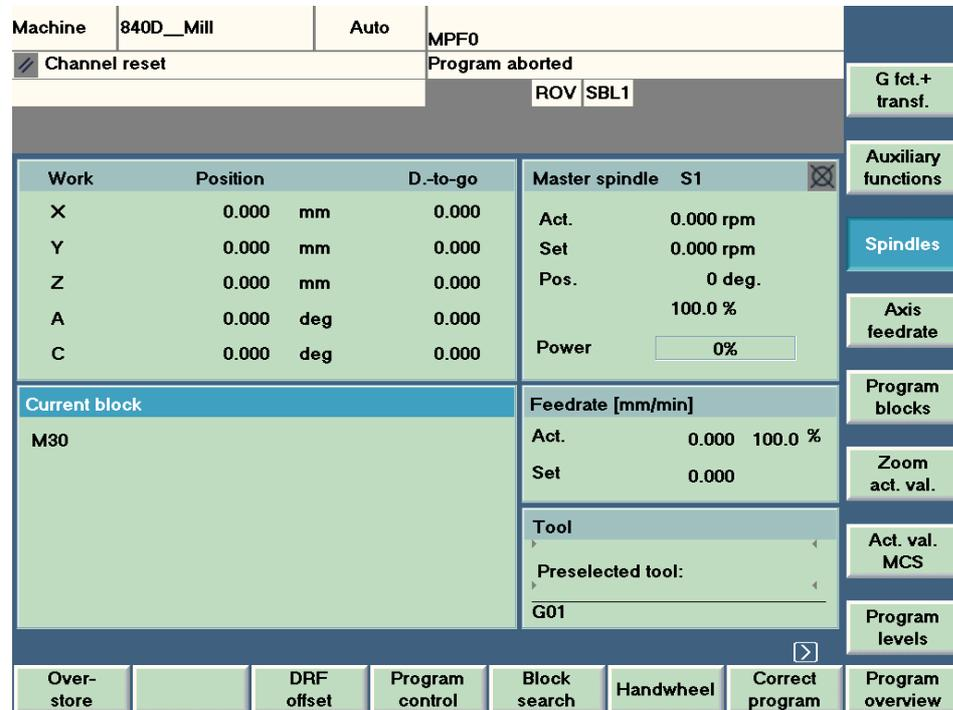 Machine 840D__Mill Auto MPF0
Channel reset Program aborted
ROV SBL1
Work Position D.-to-go
X 0.000 mm 0.000
Y 0.000 mm 0.000
Z 0.000 mm 0.000
A 0.000 deg 0.000
C 0.000 deg 0.000
Master spindle S1
Act. 0.000 rpm
Set 0.000 rpm
Pos. 0 deg.
100.0 %
Power 0%
Current block
M30
Feedrate [mm/min]
Act. 0.000 100.0 %
Set 0.000
Tool
Preselected tool:
G01
G fct.+
transf.
Auxiliary
functions
Spindles
Axis
feedrate
Program
blocks
Zoom
act. val.
Act. val.
MCS
Program
levels
Over-
store
DRF
offset
Program
control
Block
search
Handwheel
Correct
program
Program
overview